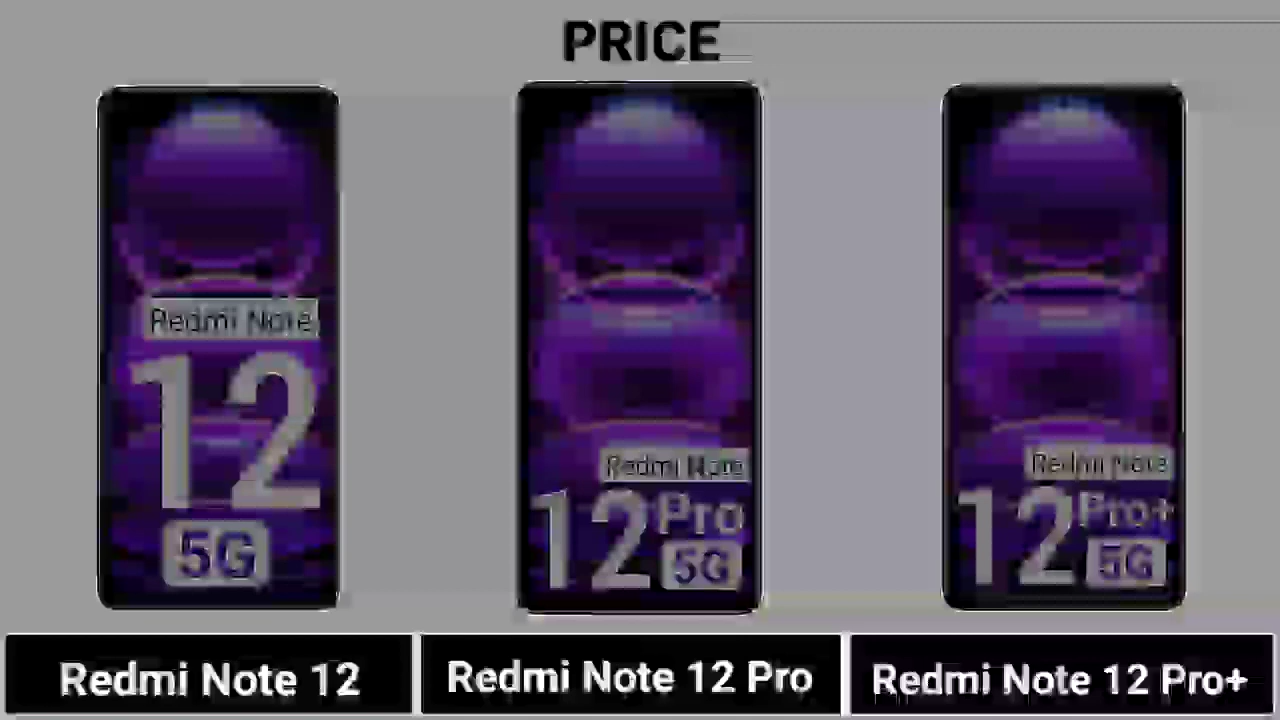 PRICE
Redmi Note
12
5G
Redmi Note
12 Pro
5G
Redmi Note
12 Pro+
5G
Redmi Note 12
Redmi Note 12 Pro
Redmi Note 12 Pro+